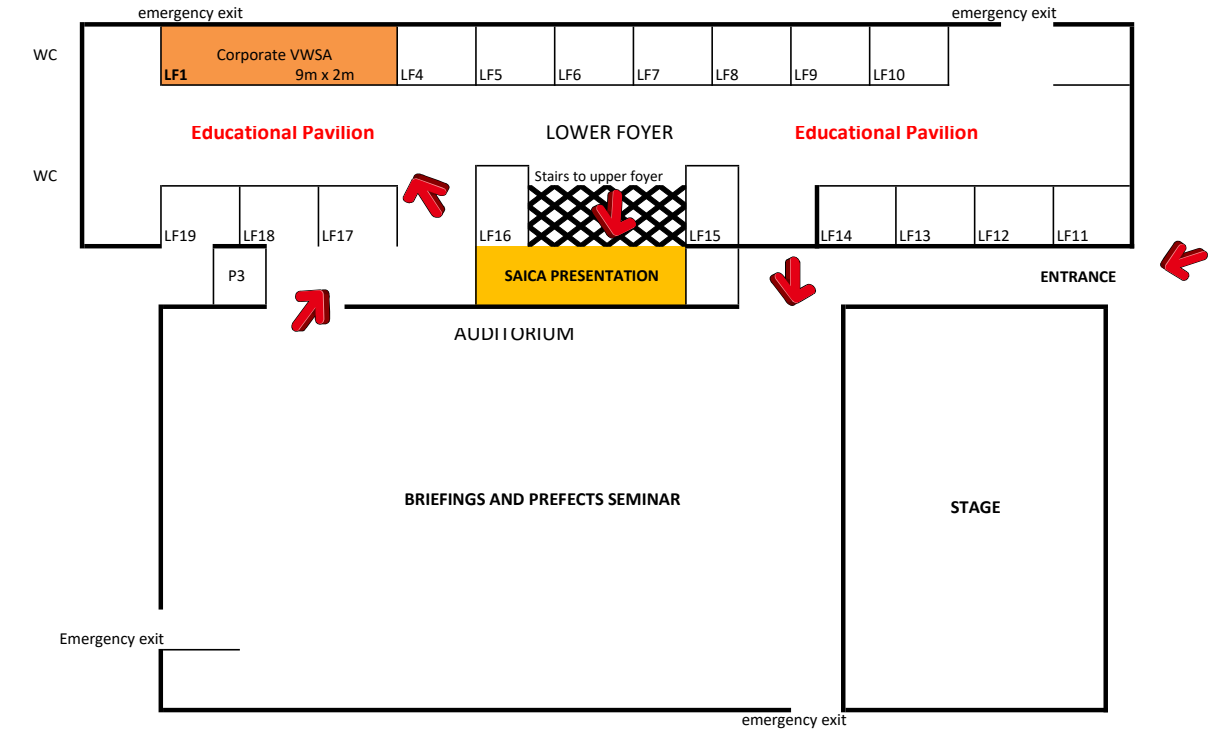 emergency exit
emergency exit
WC
Corporate VWSA
LF1
9m x 2m
LF4
LF5
LF6
LF7
LF8
LF9
LF10
Educational Pavilion
LOWER FOYER
Educational Pavilion
WC
Stairs to upper foyer
LF19
LF18
LF17
LF16
LF15
LF14
LF13
LF12
LF11
P3
SAICA PRESENTATION
ENTRANCE
AUDITORIUM
BRIEFINGS AND PREFECTS SEMINAR
STAGE
Emergency exit
emergency exit